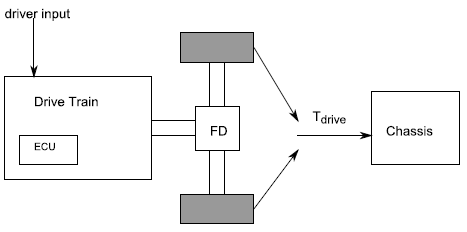 driver input
Drive Train
ECU
FD
Tdrive
Chassis